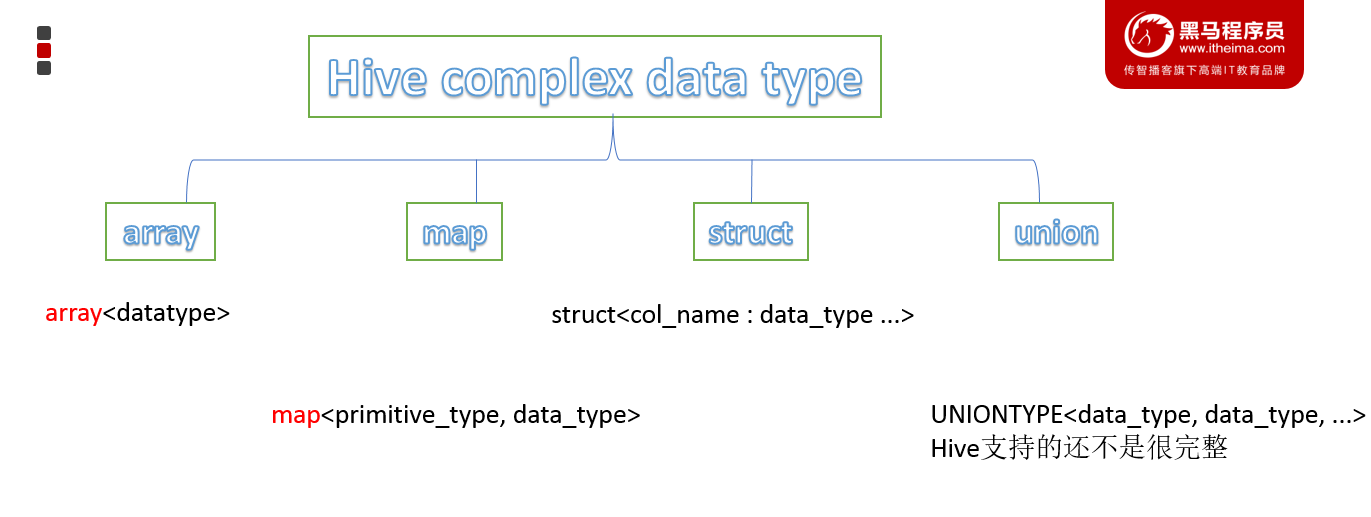 黑马程序员
www.itheima.com
传智播客旗下高端IT教育品牌
Hive complex data type
array
map
struct
union
array<datatype>
struct<col_name : data_type ...>
map<primitive_type, data_type>
UNIONTYPE<data_type, data_type, ...>
Hive支持的还不是很完整